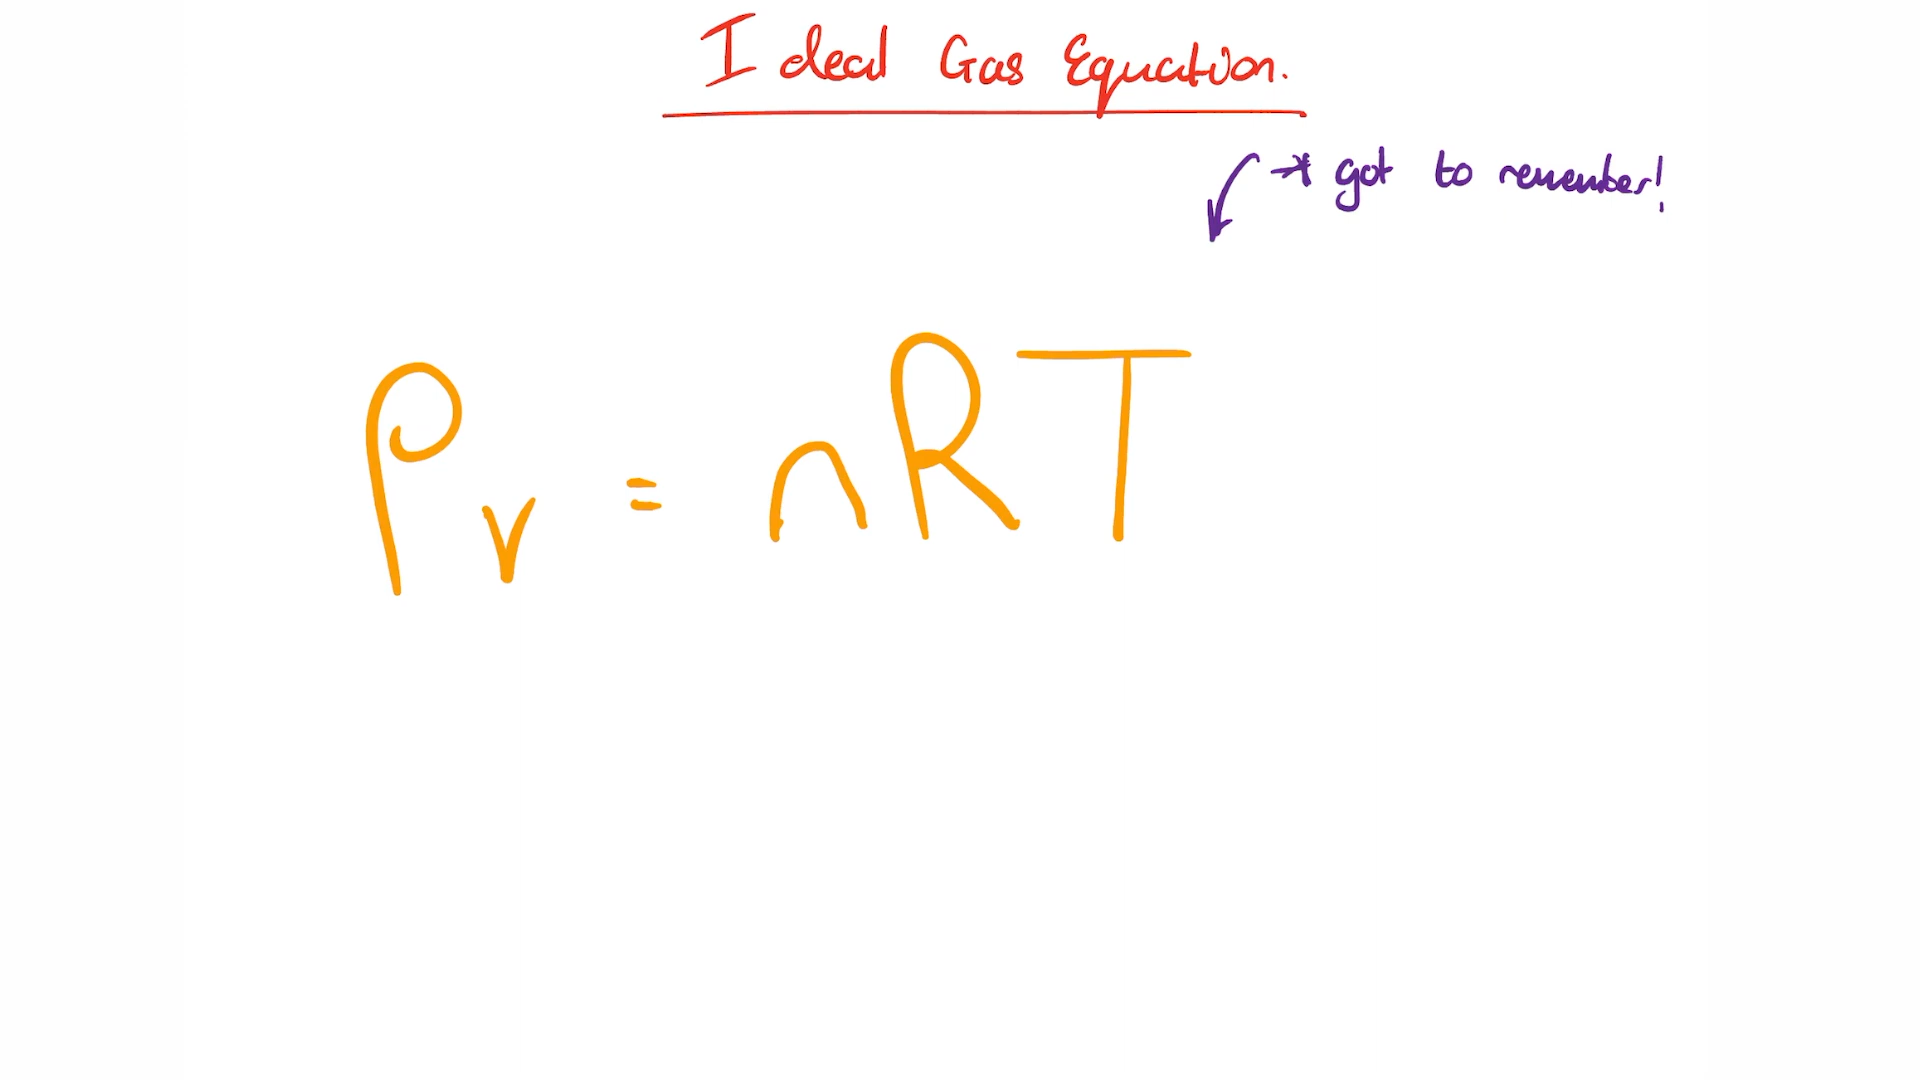 Ideal Gas Equation.
* got to remember!
Pv = nRT